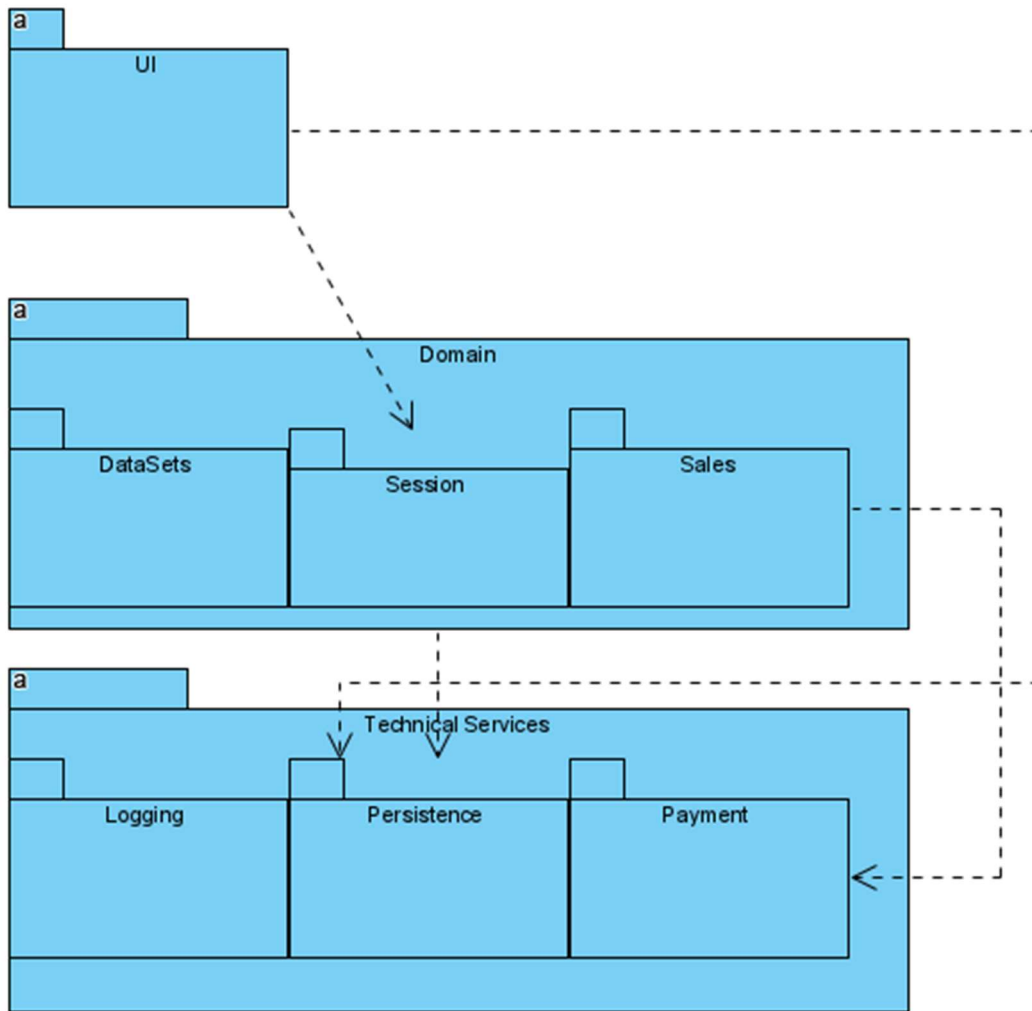 a
UI
a
Domain
DataSets
Session
Sales
a
Technical Services
Logging
Persistence
Payment